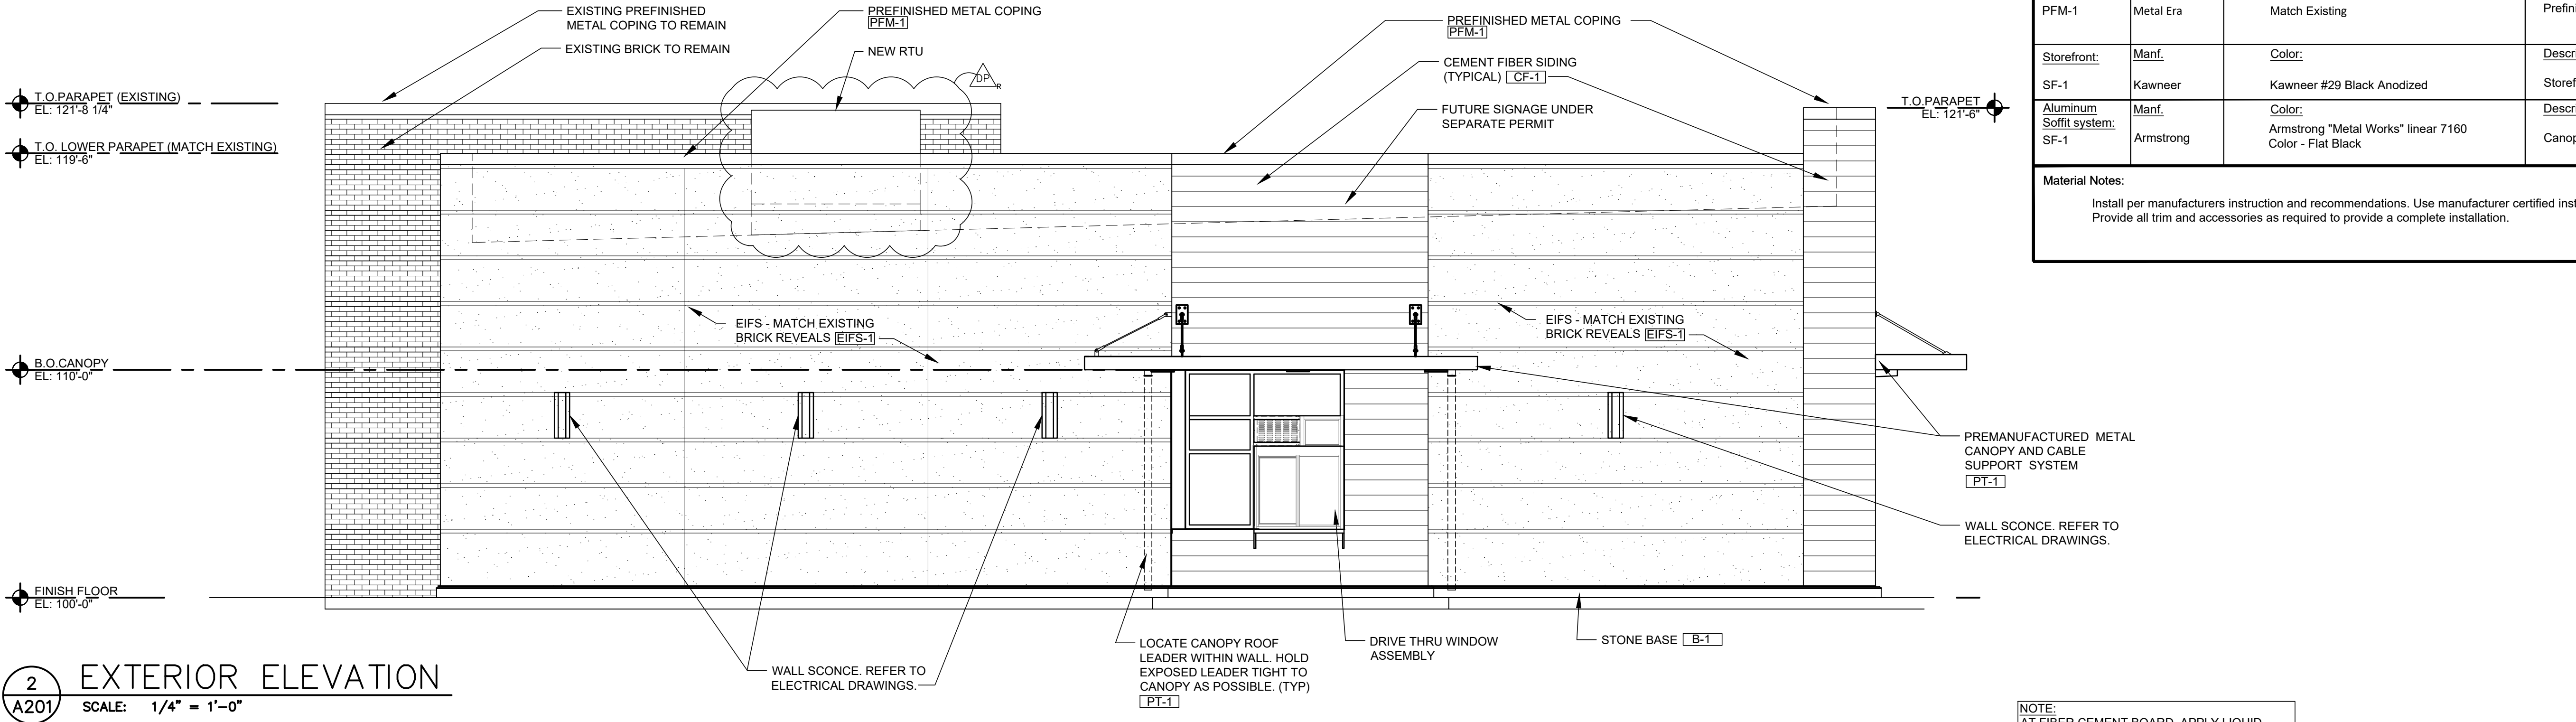 EXISTING PREFINISHED
METAL COPING TO REMAIN
EXISTING BRICK TO REMAIN
PREFINISHED METAL COPING
PFM-1
NEW RTU
DP
R
PREFINISHED METAL COPING
PFM-1
CEMENT FIBER SIDING
(TYPICAL) CF-1
FUTURE SIGNAGE UNDER
SEPARATE PERMIT
T.O.PARAPET (EXISTING)
EL: 121'-8 1/4"
T.O. LOWER PARAPET (MATCH EXISTING)
EL: 119'-6"
T.O.PARAPET
EL: 121'-6"
EIFS - MATCH EXISTING
BRICK REVEALS EIFS-1
EIFS - MATCH EXISTING
BRICK REVEALS EIFS-1
B.O.CANOPY
EL: 110'-0"
PREMANUFACTURED METAL
CANOPY AND CABLE
SUPPORT SYSTEM
PT-1
WALL SCONCE. REFER TO
ELECTRICAL DRAWINGS.
FINISH FLOOR
EL: 100'-0"
WALL SCONCE. REFER TO
ELECTRICAL DRAWINGS.
LOCATE CANOPY ROOF
LEADER WITHIN WALL. HOLD
EXPOSED LEADER TIGHT TO
CANOPY AS POSSIBLE. (TYP)
PT-1
DRIVE THRU WINDOW
ASSEMBLY
STONE BASE B-1
2
A201
EXTERIOR ELEVATION
SCALE: 1/4" = 1'-0"
PFM-1 Metal Era Match Existing
Storefront: Manf. Color:
SF-1 Kawneer Kawneer #29 Black Anodized
Aluminum Manf. Color:
Soffit system:
SF-1 Armstrong Armstrong "Metal Works" linear 7160
Color - Flat Black
Material Notes:
Install per manufacturers instruction and recommendations. Use manufacturer certified
Provide all trim and accessories as required to provide a complete installation.
NOTE:
AT FIBER CEMENT BOARD, APPLY LIQUID